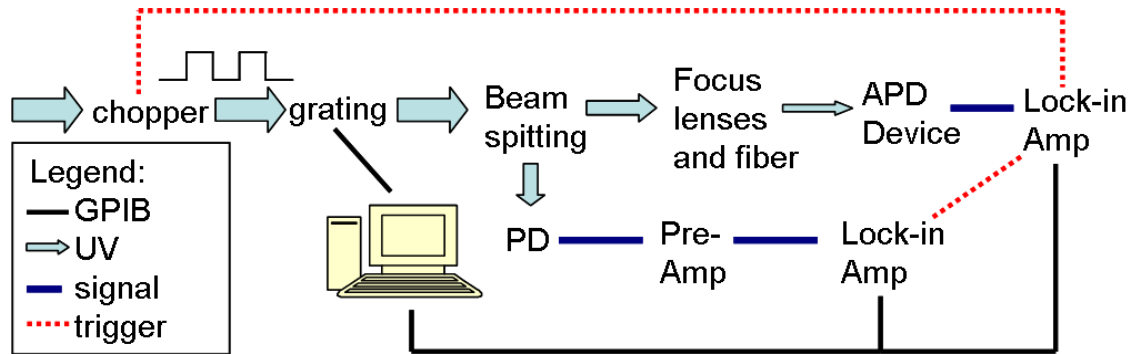 chopper
grating
Beam
spitting
Focus
lenses
and fiber
APD
Device
Lock-in
Amp
PD
Pre-
Amp
Lock-in
Amp
Legend:
GPIB
UV
signal
trigger